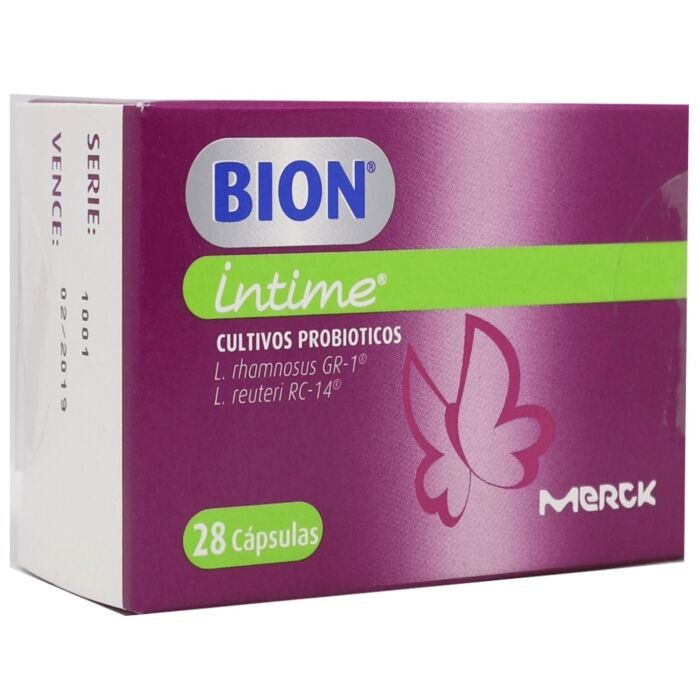 SERIE: 1001
VENCE: 02/2019
BION®
intime®
CULTIVOS PROBIOTICOS
L. rhamnosus GR-1®
L. reuteri RC-14®
28 Cápsulas
MERCK